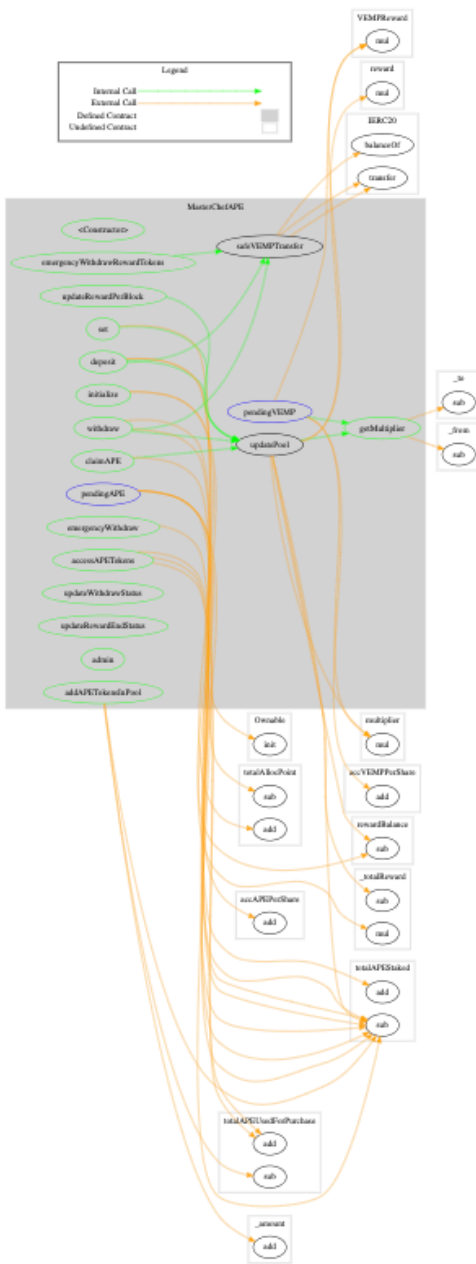 VEMPReward
mul
Legend
Internal Call
External Call
Defined Contract
Undefined Contract
reward
mul
IERC20
balanceOf
transfer
MasterChefAPE
<Constructor>
safeVEMPTransfer
emergencyWithdrawRewardTokens
updateRewardPerBlock
set
deposit
initialize
pendingVEMP
withdraw
getMultiplier
updatePool
claimAPE
pendingAPE
emergencyWithdraw
accessAPETokens
updateWithdrawStatus
updateRewardEndStatus
admin
addAPETokensInPool
_to
sub
_from
sub
Ownable
init
multiplier
mul
totalAllocPoint
sub
add
accVEMPPerShare
add
rewardBalance
sub
_totalReward
sub
mul
accAPEPerShare
add
totalAPEStaked
add
sub
totalAPEUsedForPurchase
add
sub
_amount
add